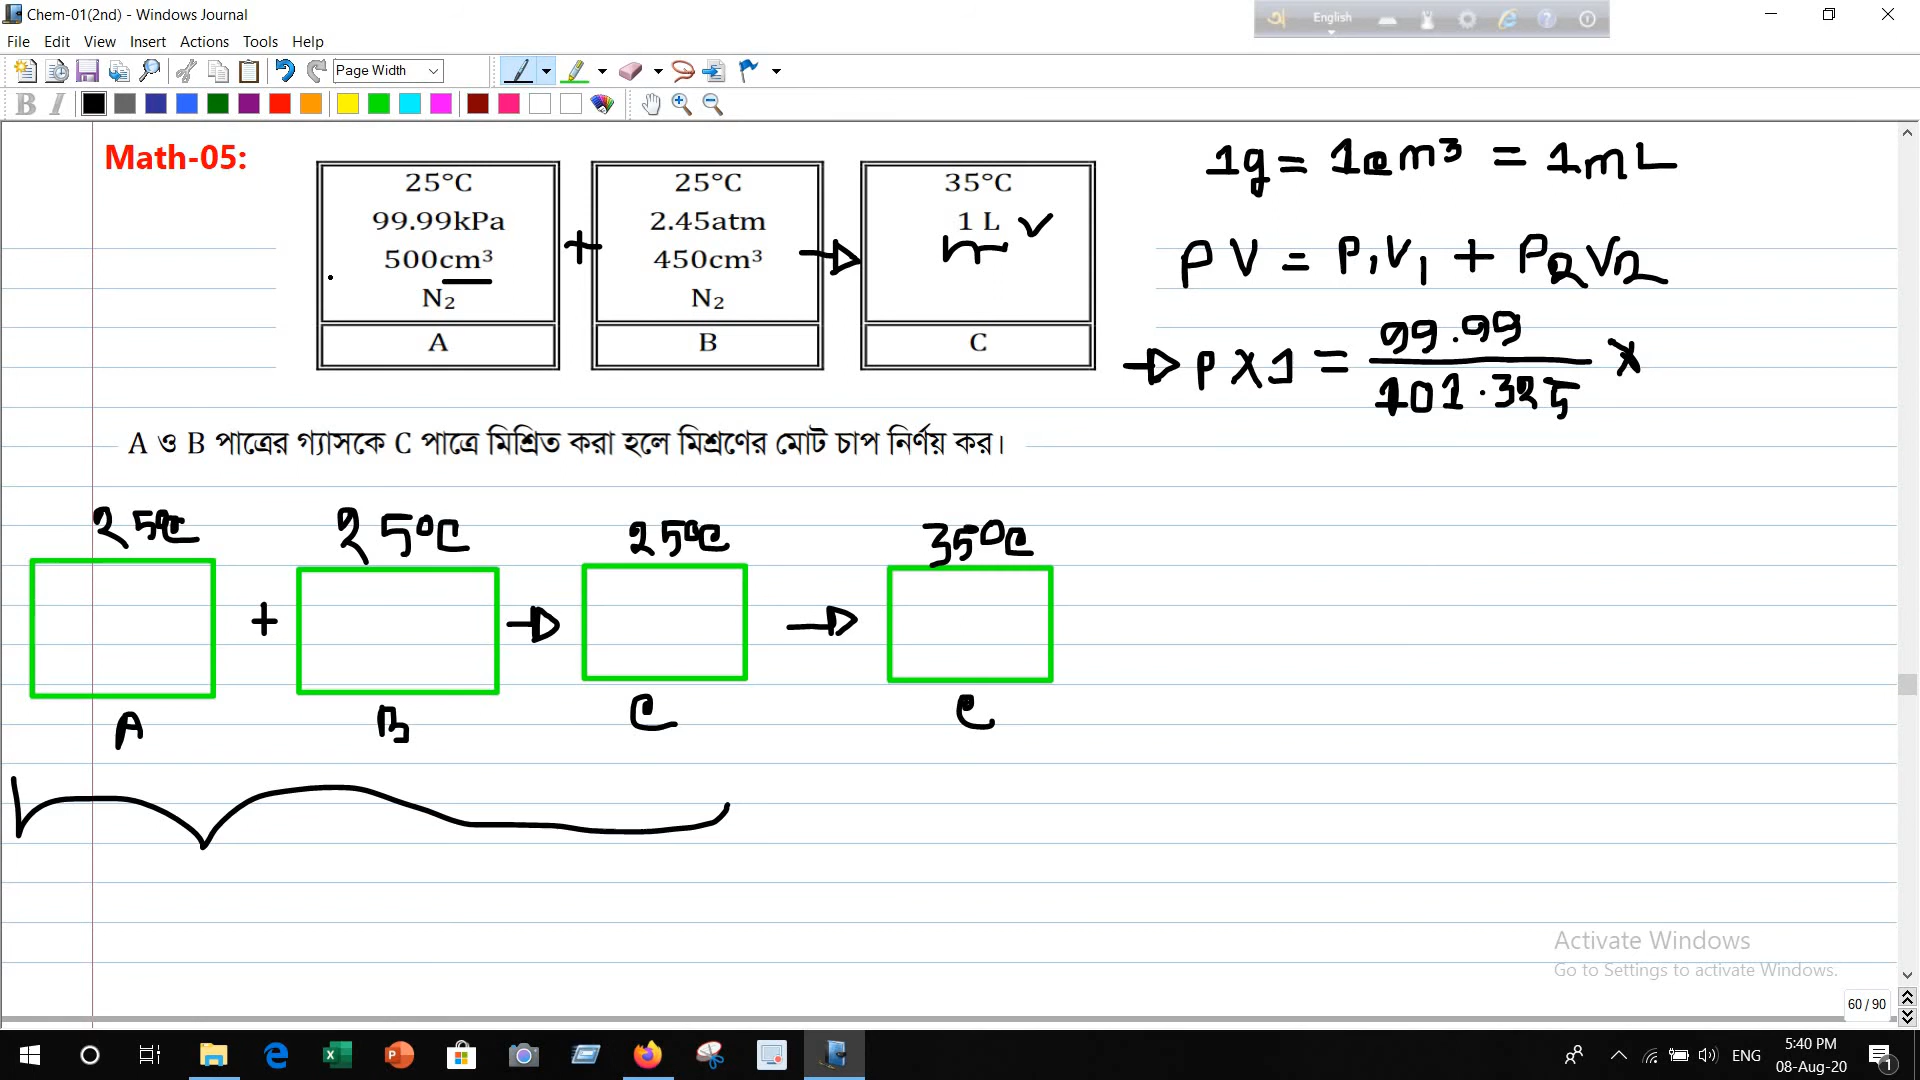 Chem-01(2nd) - Windows Journal
English
File Edit View Insert Actions Tools Help
Page Width
B I
Math-05:
25°C
99.99kPa
500cm³
N₂
A
+
25°C
2.45atm
450cm³
N₂
B
35°C
1 L
C
1g = 1cm³ = 1mL
PV = P₁V₁ + P₂V₂
P×1 = 99.99/101.325 ×
A ও B পাত্রের গ্যাসকে C পাত্রে মিশ্রিত করা হলে মিশ্রণের মোট চাপ নির্ণয় কর।
25°C 25°C 25°C 35°C
+
A B C C
Activate Windows
Go to Settings to activate Windows.
60 / 90
ENG
5:40 PM
08-Aug-20
1